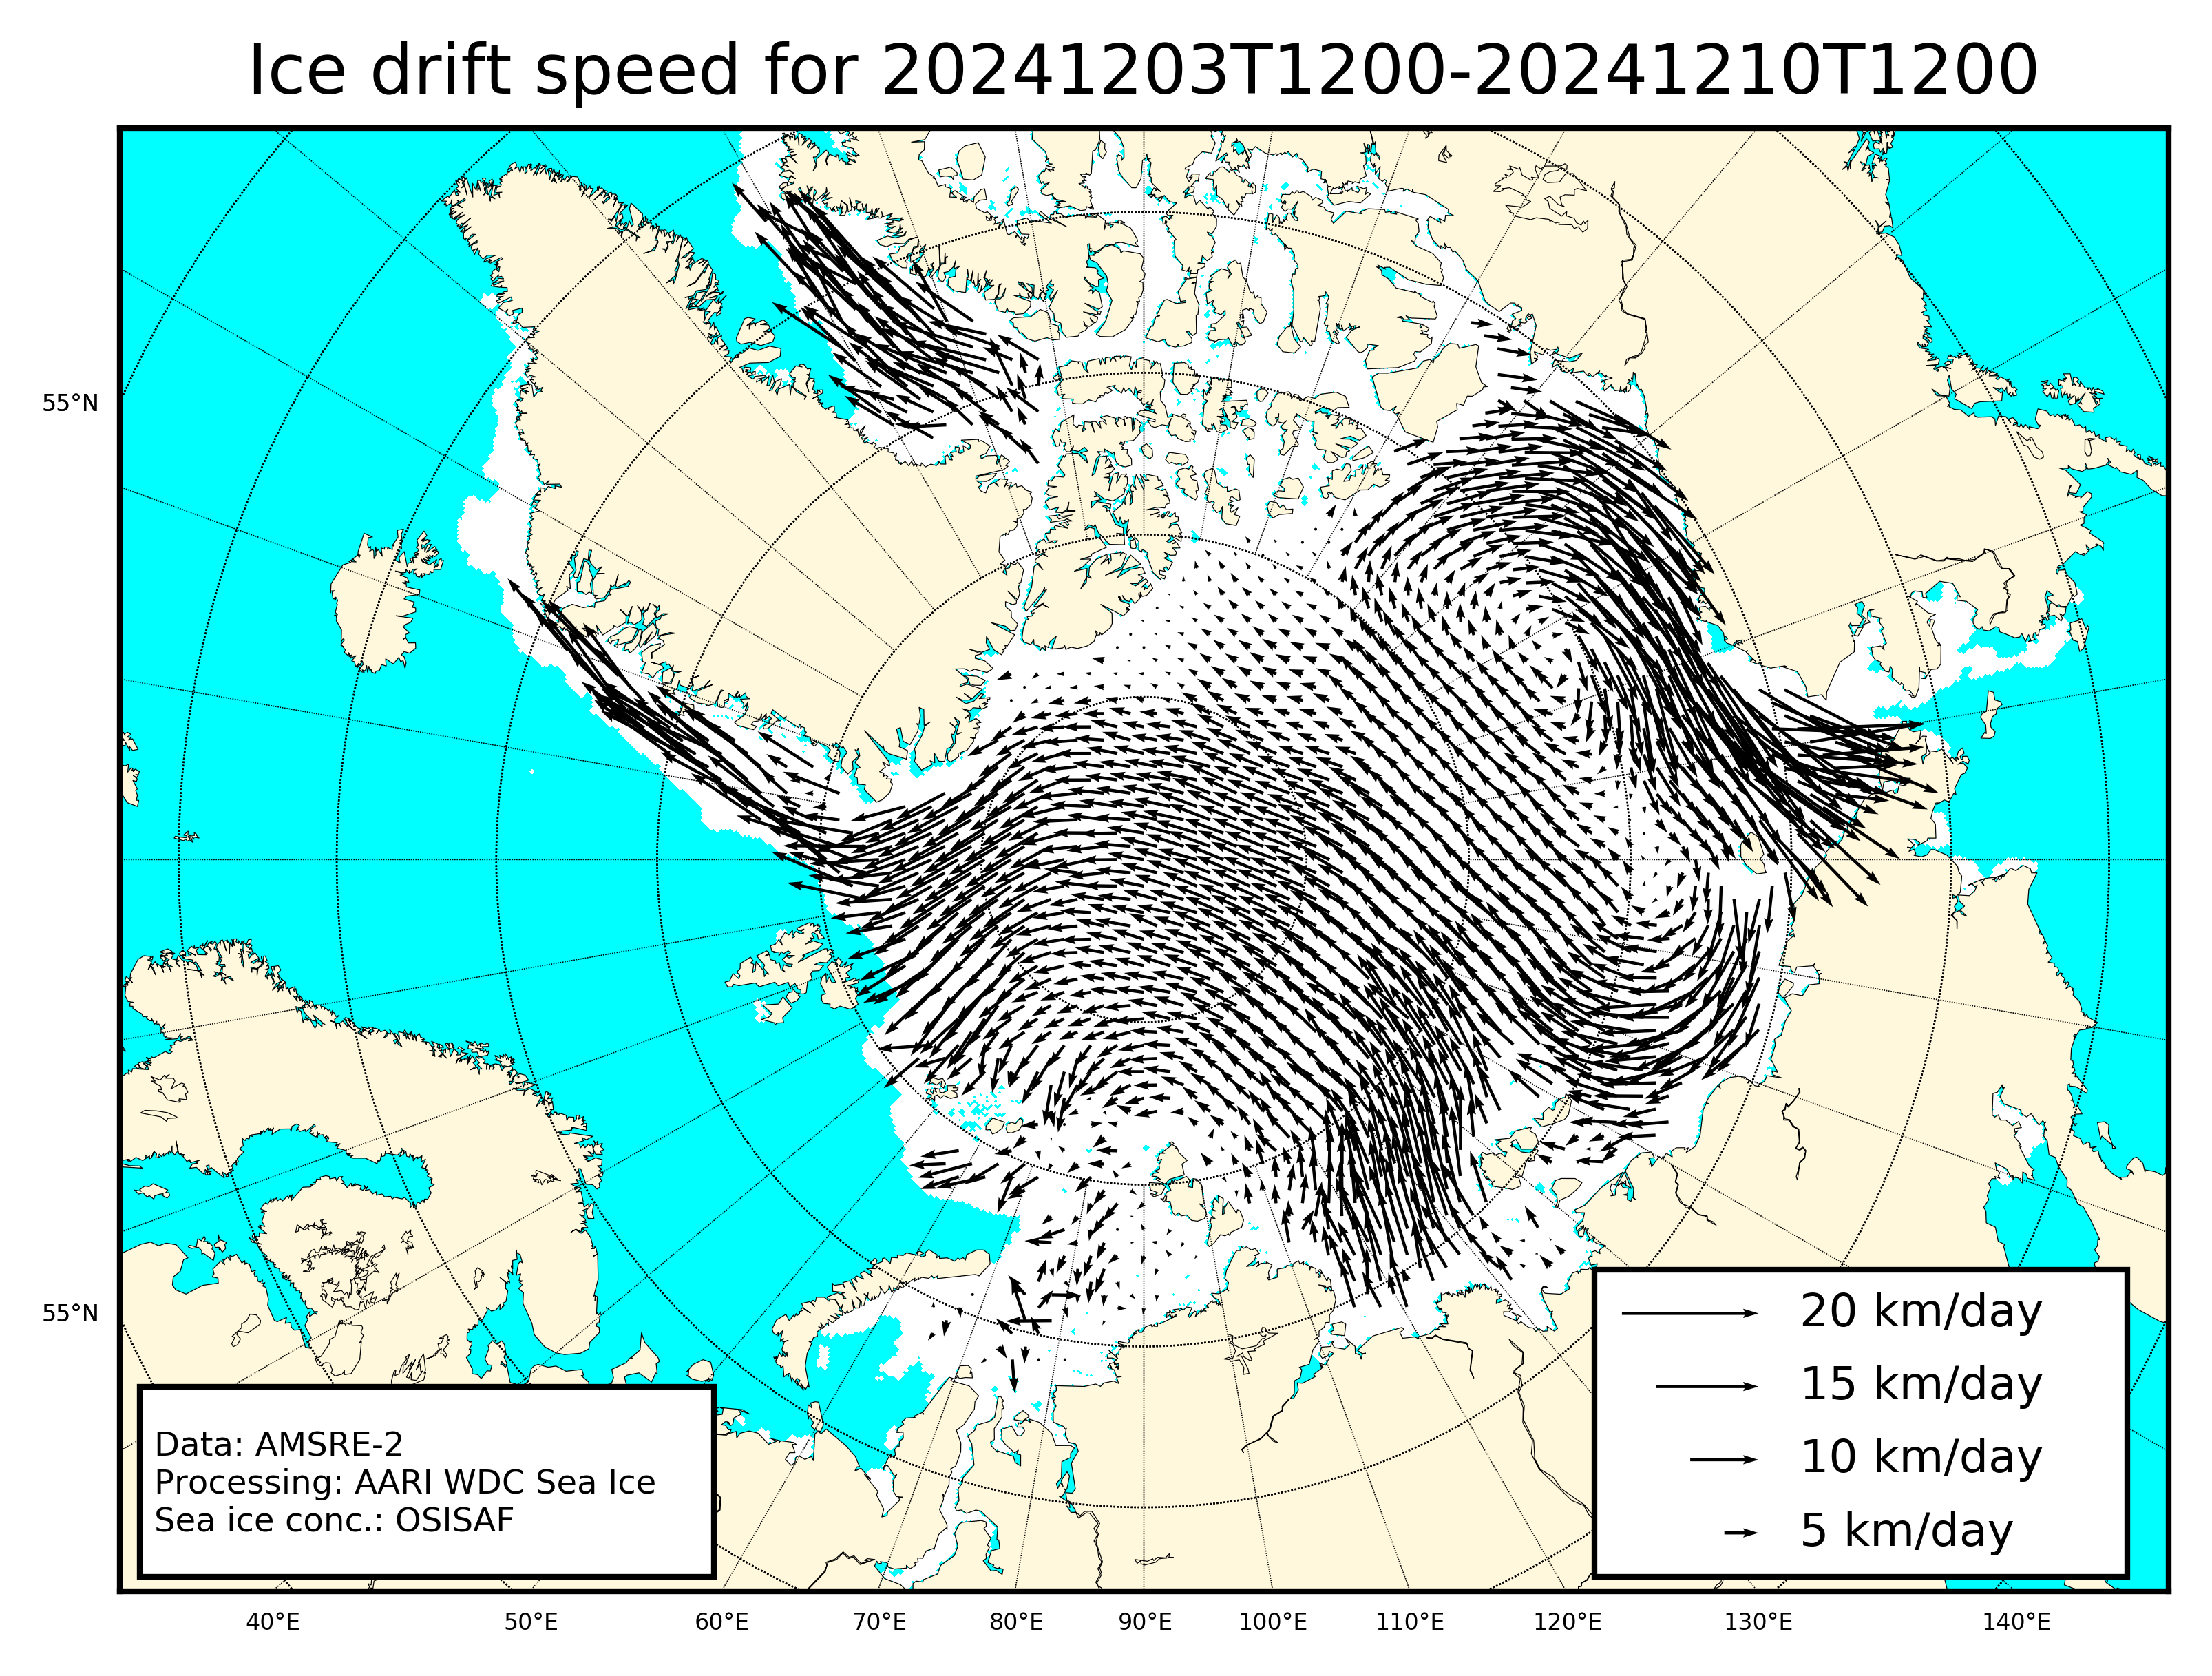 Ice drift speed for 20241203T1200-20241210T1200
55°N
55°N
20 km/day
15 km/day
10 km/day
5 km/day
Data: AMSRE-2
Processing: AARI WDC Sea Ice
Sea ice conc.: OSISAF
40°E 50°E 60°E 70°E 80°E 90°E 100°E 110°E 120°E 130°E 140°E